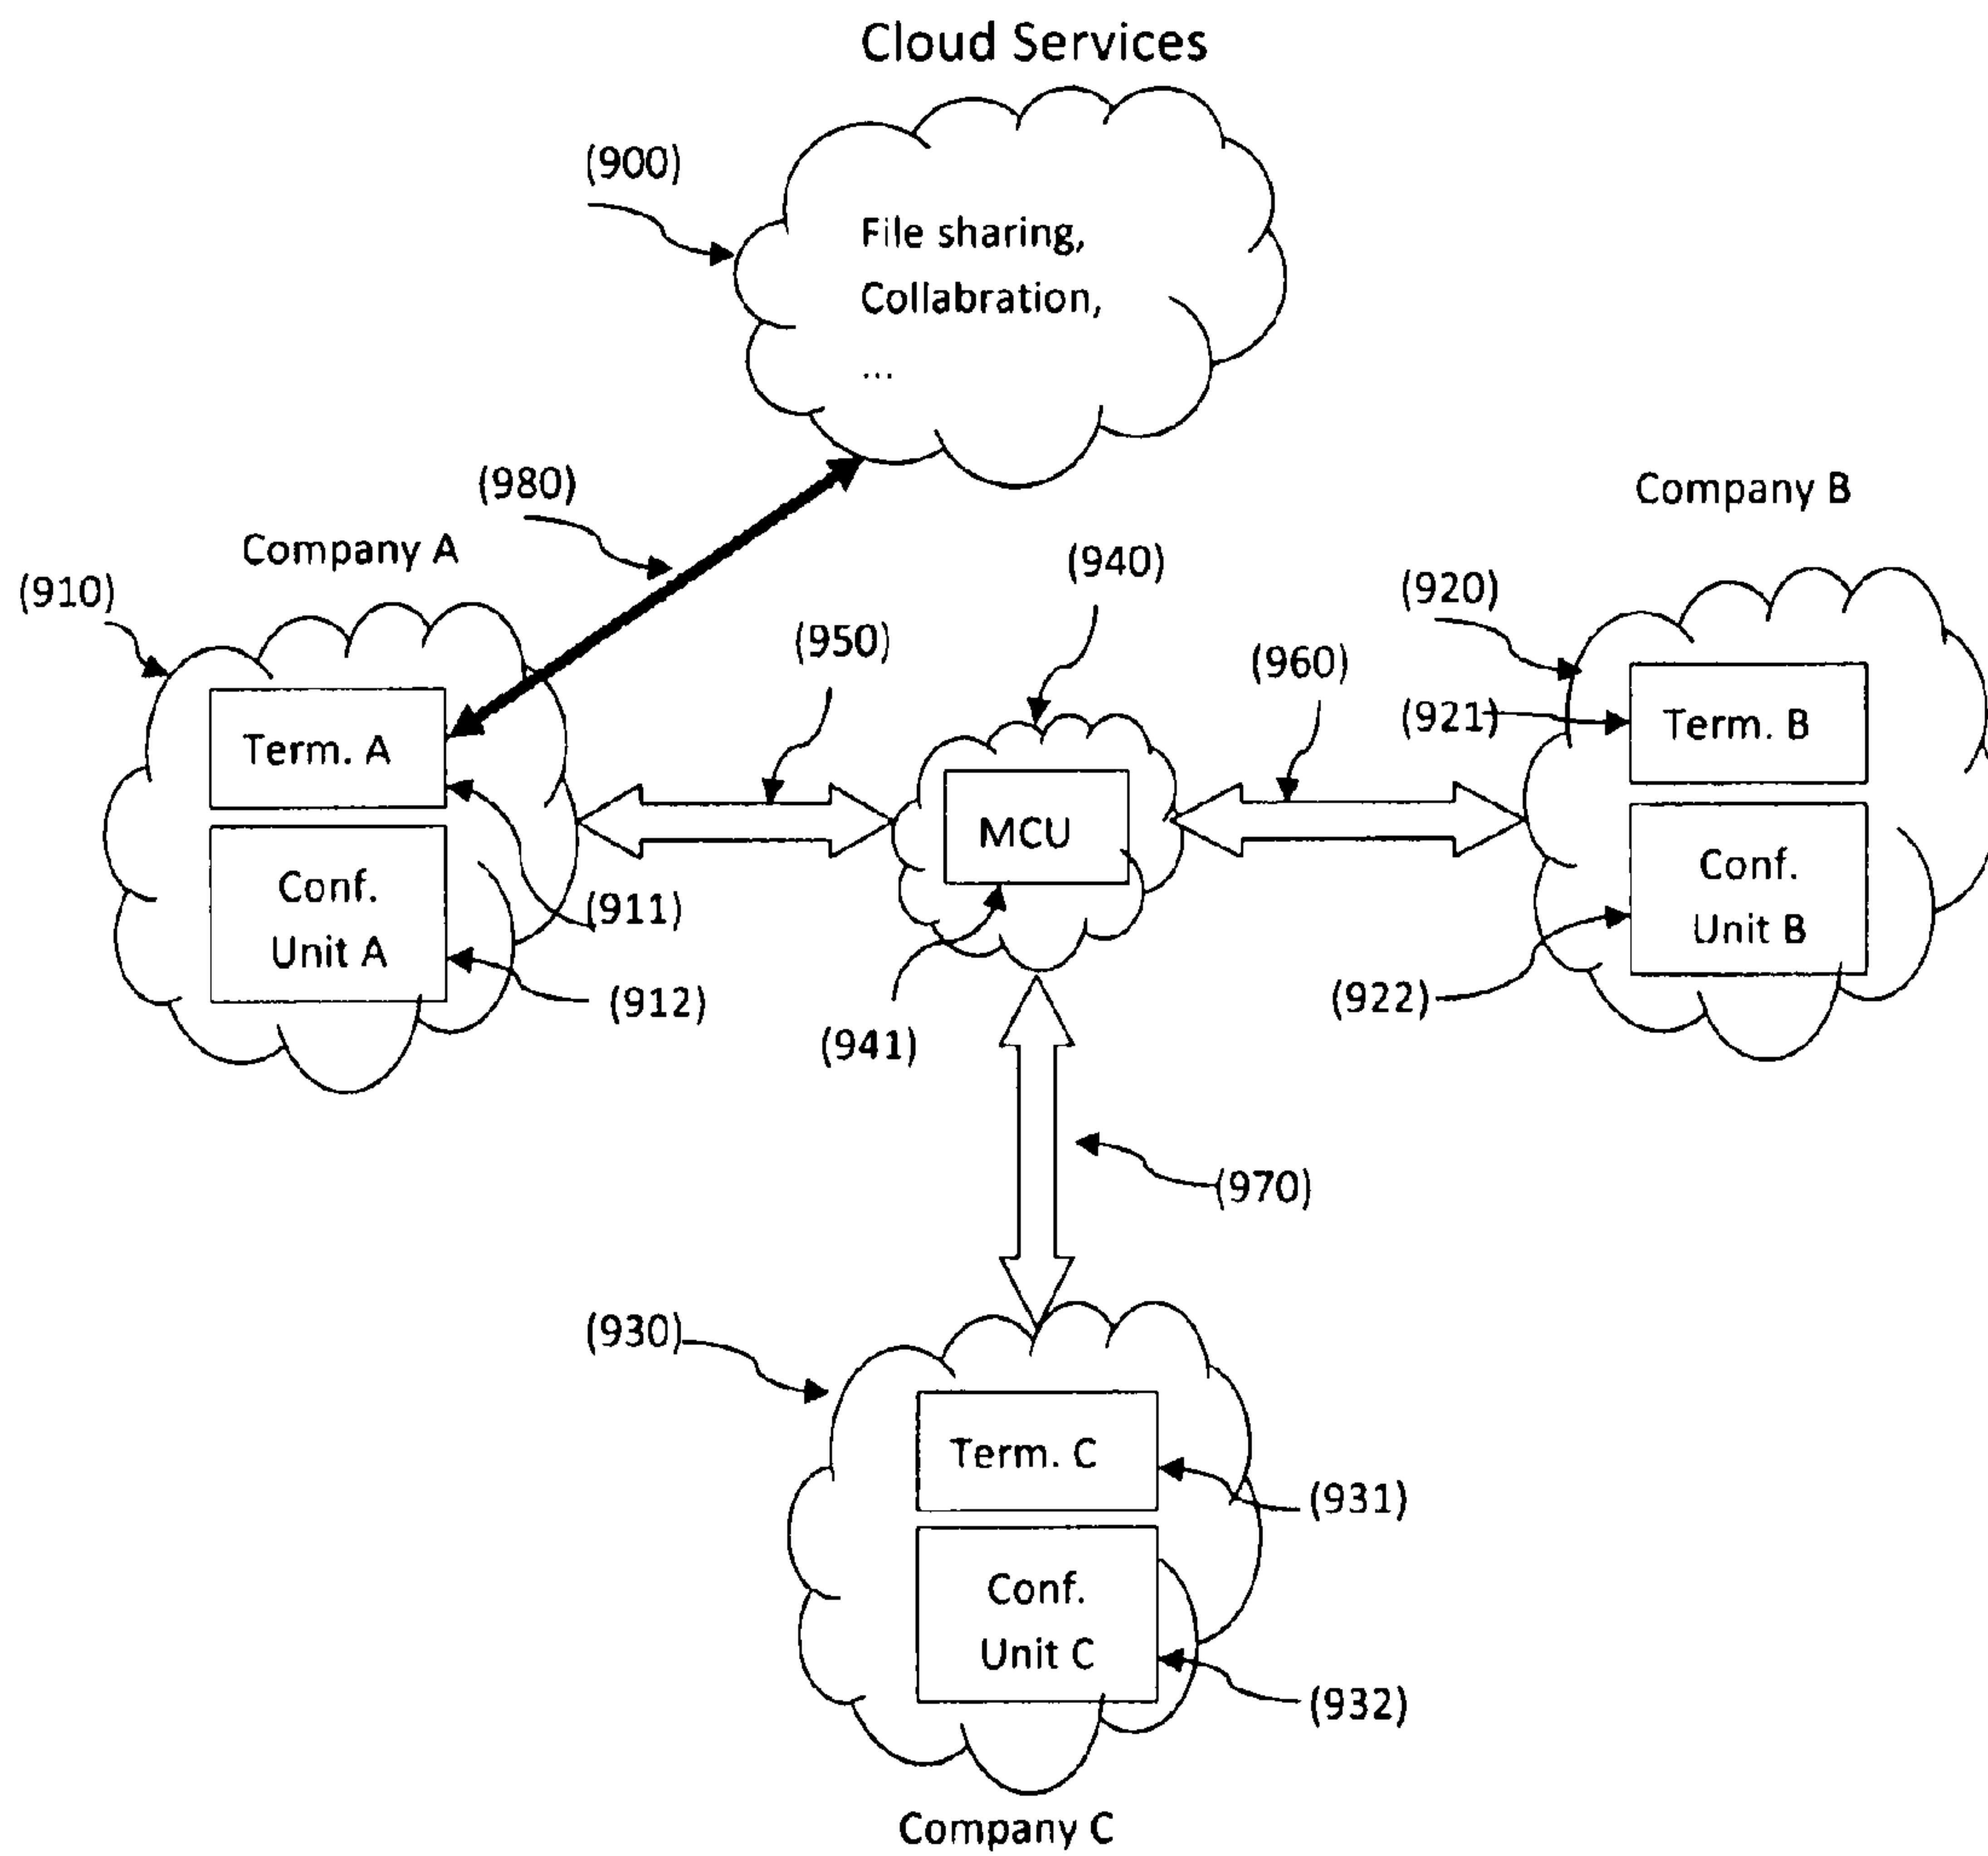 Cloud Services
(900)
File sharing,
Collabration,
...
(980)
Company A
(910)
Term. A
Conf.
Unit A
(911)
(912)
(950)
(940)
MCU
(941)
(960)
Company B
(920)
(921)
Term. B
Conf.
Unit B
(922)
(970)
(930)
Term. C
(931)
Conf.
Unit C
(932)
Company C